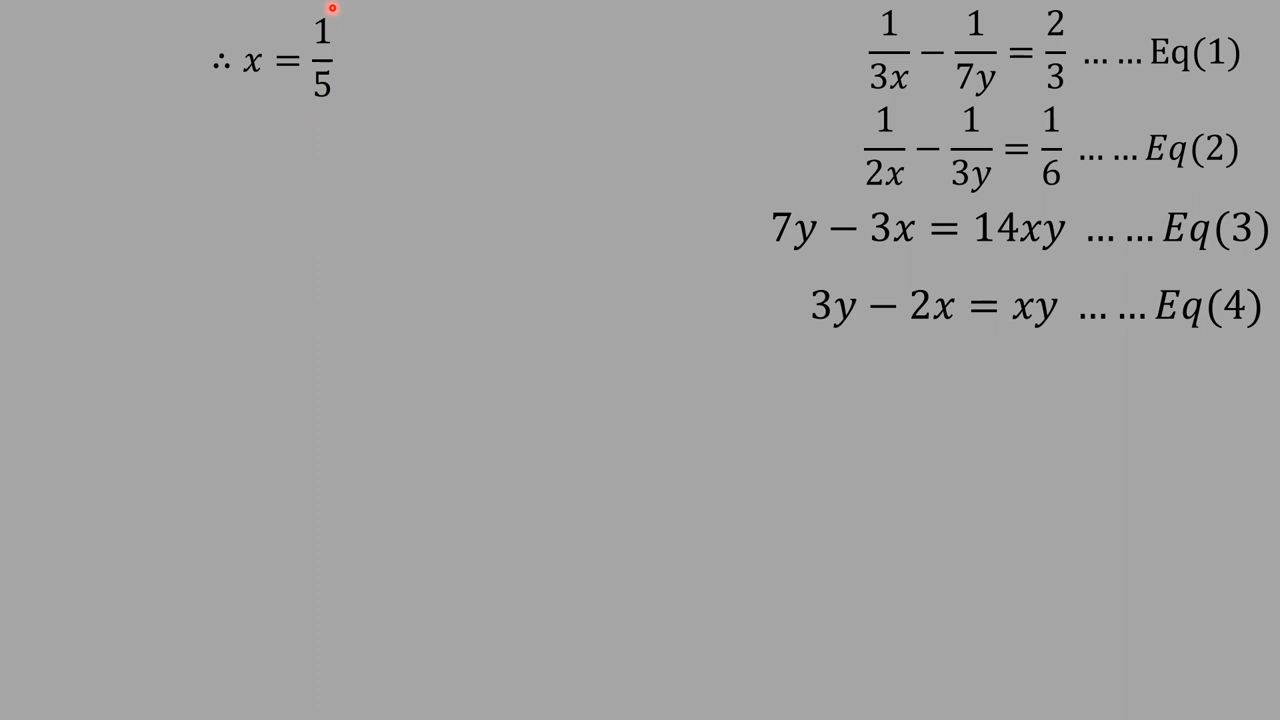 ∴ x = 1/5
1/3x − 1/7y = 2/3 ... ... Eq(1)
1/2x − 1/3y = 1/6 ... ... Eq(2)
7y − 3x = 14xy ... ... Eq(3)
3y − 2x = xy ... ... Eq(4)